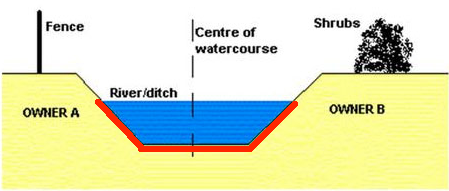 Fence
Centre of
watercourse
Shrubs
River/ditch
OWNER A
OWNER B